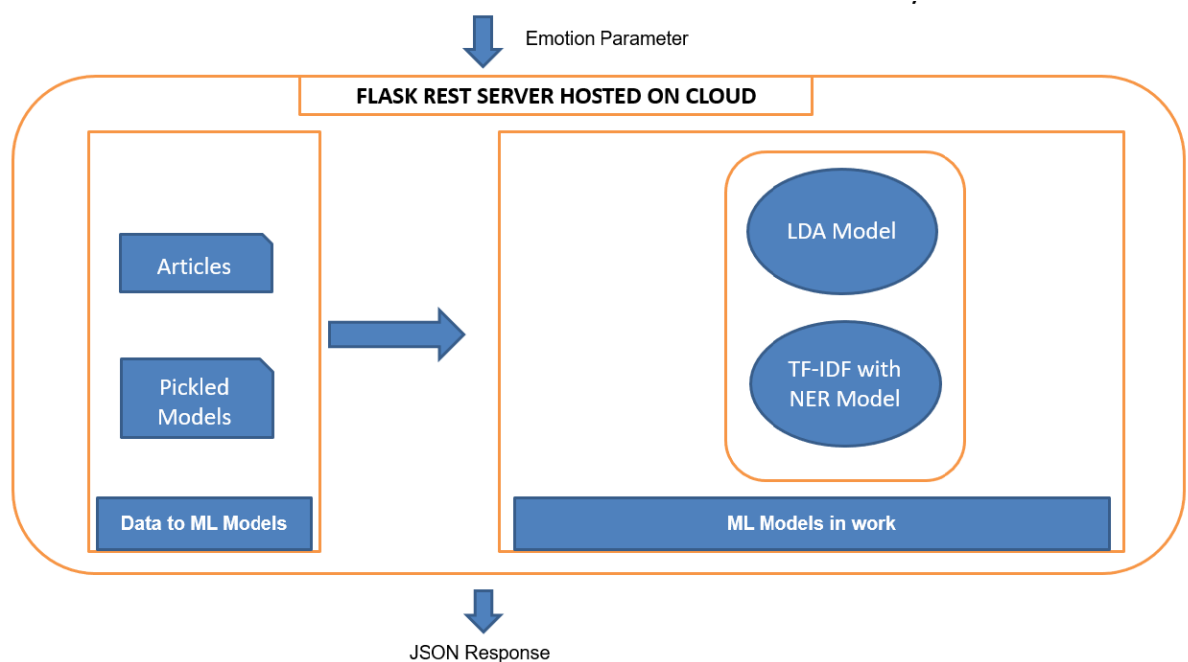 Emotion Parameter
FLASK REST SERVER HOSTED ON CLOUD
Articles
Pickled
Models
Data to ML Models
LDA Model
TF-IDF with
NER Model
ML Models in work
JSON Response